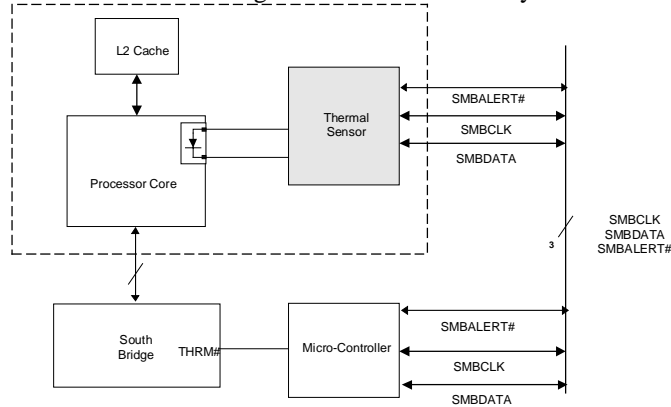 L2 Cache
Processor Core
Thermal
Sensor
SMBALERT#
SMBCLK
SMBDATA
3
SMBCLK
SMBDATA
SMBALERT#
South
Bridge
THRM#
Micro-Controller
SMBALERT#
SMBCLK
SMBDATA